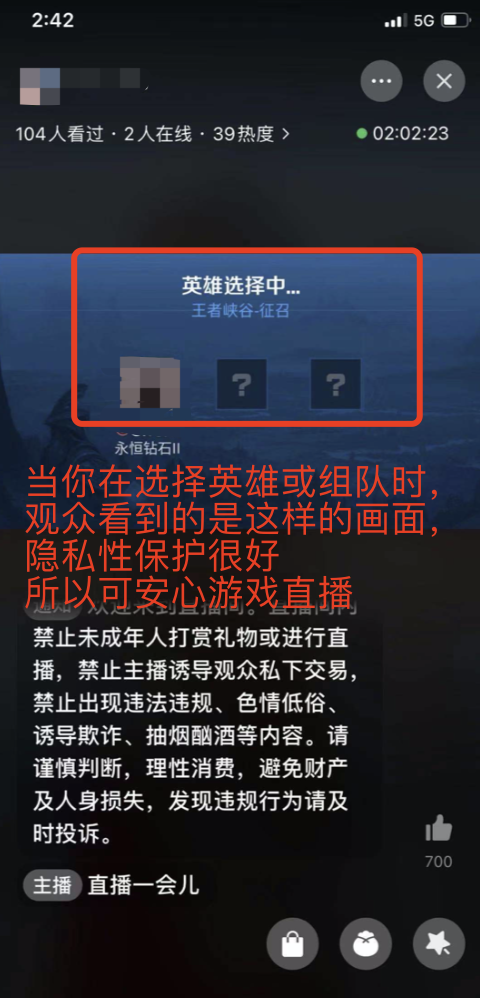 2:42
5G
104人看过 · 2人在线 · 39热度 >
02:02:23
英雄选择中...
王者峡谷-征召
?
?
永恒钻石II
当你在选择英雄或组队时，
观众看到的是这样的画面，
隐私性保护很好
所以可安心游戏直播
通知 欢迎来到直播间。直播间内
禁止未成年人打赏礼物或进行直
播，禁止主播诱导观众私下交易，
禁止出现违法违规、色情低俗、
诱导欺诈、抽烟酗酒等内容。请
谨慎判断，理性消费，避免财产
及人身损失，发现违规行为请及
时投诉。
700
主播 直播一会儿